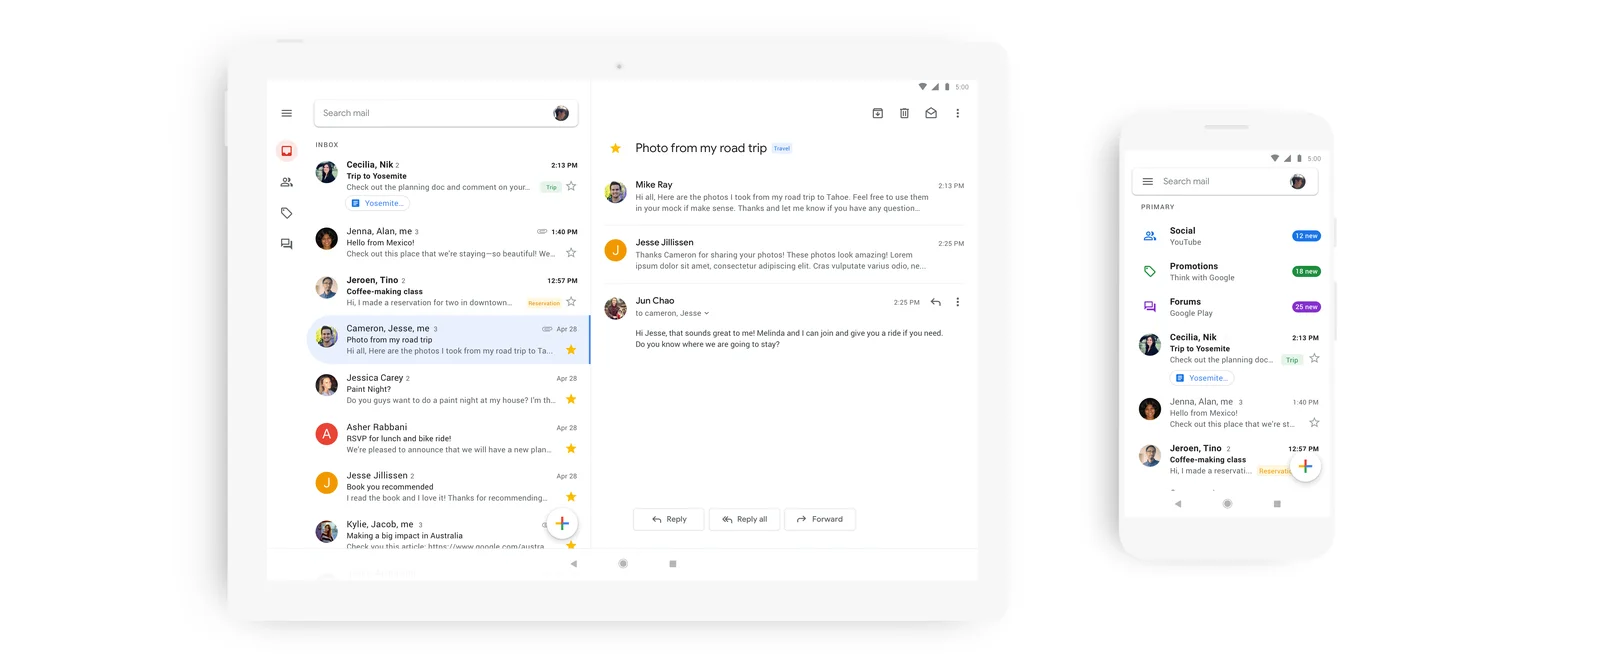 5:00
Search mail
INBOX
Cecilia, Nik 2 2:13 PM
Trip to Yosemite
Check out the planning doc and comment on your... Trip
Yosemite...
Jenna, Alan, me 3 1:40 PM
Hello from Mexico!
Check out this place that we're staying—so beautiful! We...
Jeroen, Tino 2 12:57 PM
Coffee-making class
Hi, I made a reservation for two in downtown... Reservation
Cameron, Jesse, me 3 Apr 28
Photo from my road trip
Hi all, Here are the photos I took from my road trip to Ta...
Jessica Carey 2 Apr 28
Paint Night?
Do you guys want to do a paint night at my house? I'm th...
A
Asher Rabbani Apr 28
RSVP for lunch and bike ride!
We're pleased to announce that we will have a new plan...
J
Jesse Jillissen 2 Apr 28
Book you recommended
I read the book and I love it! Thanks for recommending...
Kylie, Jacob, me 3
Making a big impact in Australia
Check you this article: https://www.google.com/austra
Photo from my road trip Travel
Mike Ray 2:13 PM
Hi all, Here are the photos I took from my road trip to Tahoe. Feel free to use them
in your mock if make sense. Thanks and let me know if you have any question...
J
Jesse Jillissen 2:25 PM
Thanks Cameron for sharing your photos! These photos look amazing! Lorem
ipsum dolor sit amet, consectetur adipiscing elit. Cras vulputate varius odio, ne...
Jun Chao 2:25 PM
to cameron, Jesse
Hi Jesse, that sounds great to me! Melinda and I can join and give you a ride if you need.
Do you know where we are going to stay?
Reply Reply all Forward
5:00
Search mail
PRIMARY
Social 12 new
YouTube
Promotions 18 new
Think with Google
Forums 25 new
Google Play
Cecilia, Nik 2:13 PM
Trip to Yosemite
Check out the planning doc... Trip
Yosemite...
Jenna, Alan, me 3 1:40 PM
Hello from Mexico!
Check out this place that we're st...
Jeroen, Tino 2 12:57 PM
Coffee-making class
Hi, I made a reservati... Reservatio